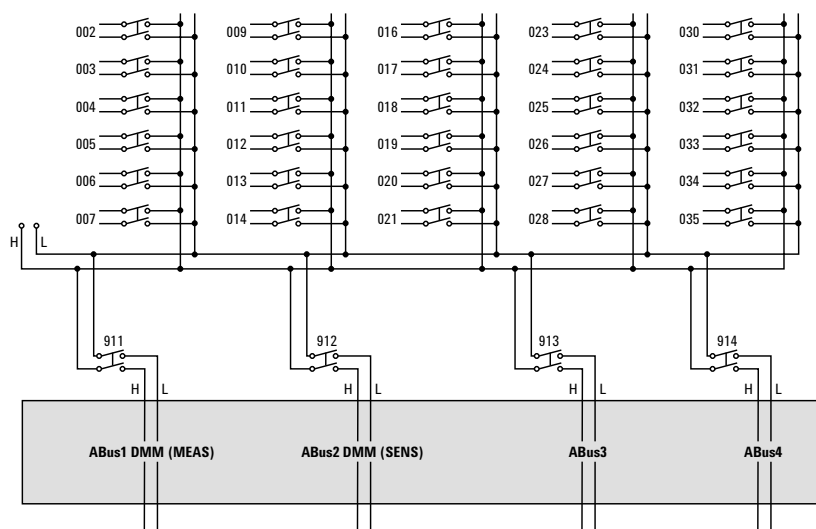 002 009 016 023 030
003 010 017 024 031
004 011 018 025 032
005 012 019 026 033
006 013 020 027 034
007 014 021 028 035
H L
911 912 913 914
H L H L H L H L
ABus1 DMM (MEAS) ABus2 DMM (SENS) ABus3 ABus4